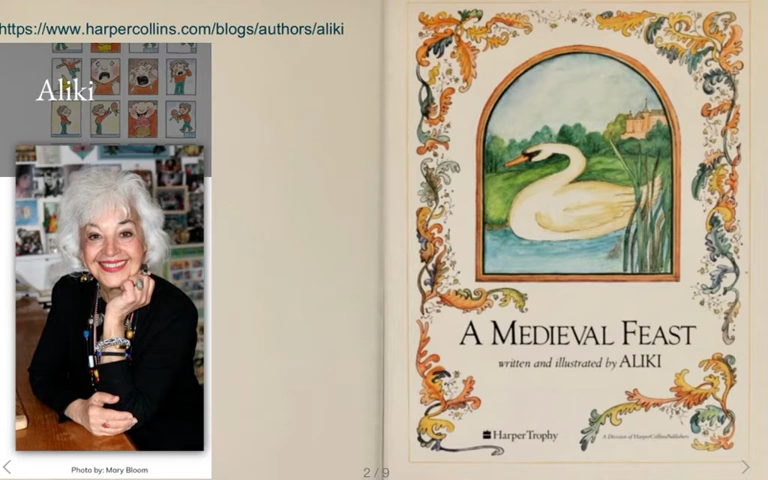 https://www.harpercollins.com/blogs/authors/aliki
Aliki
Photo by: Mary Bloom
A MEDIEVAL FEAST
written and illustrated by ALIKI
HarperTrophy
A Division of HarperCollinsPublishers
2 / 9